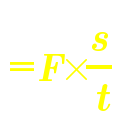 = F × s/t